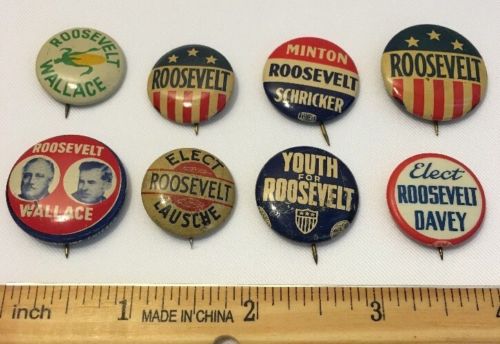 ROOSEVELT
WALLACE
ROOSEVELT
MINTON
ROOSEVELT
SCHRICKER
ROOSEVELT
ROOSEVELT
WALLACE
ELECT
ROOSEVELT
LAUSCHE
YOUTH
FOR
ROOSEVELT
Elect
ROOSEVELT
DAVEY
inch 1 MADE IN CHINA 2 3 4